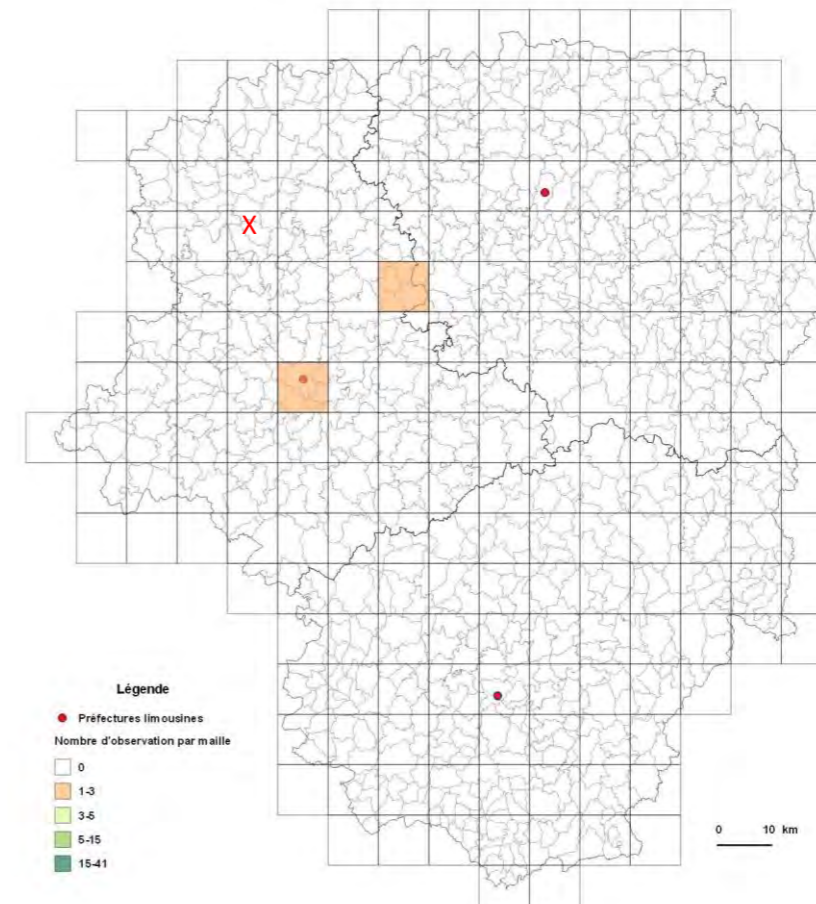 X
Légende
Préfectures limousines
Nombre d'observation par maille
0
1-3
3-5
5-15
15-41
0 10 km